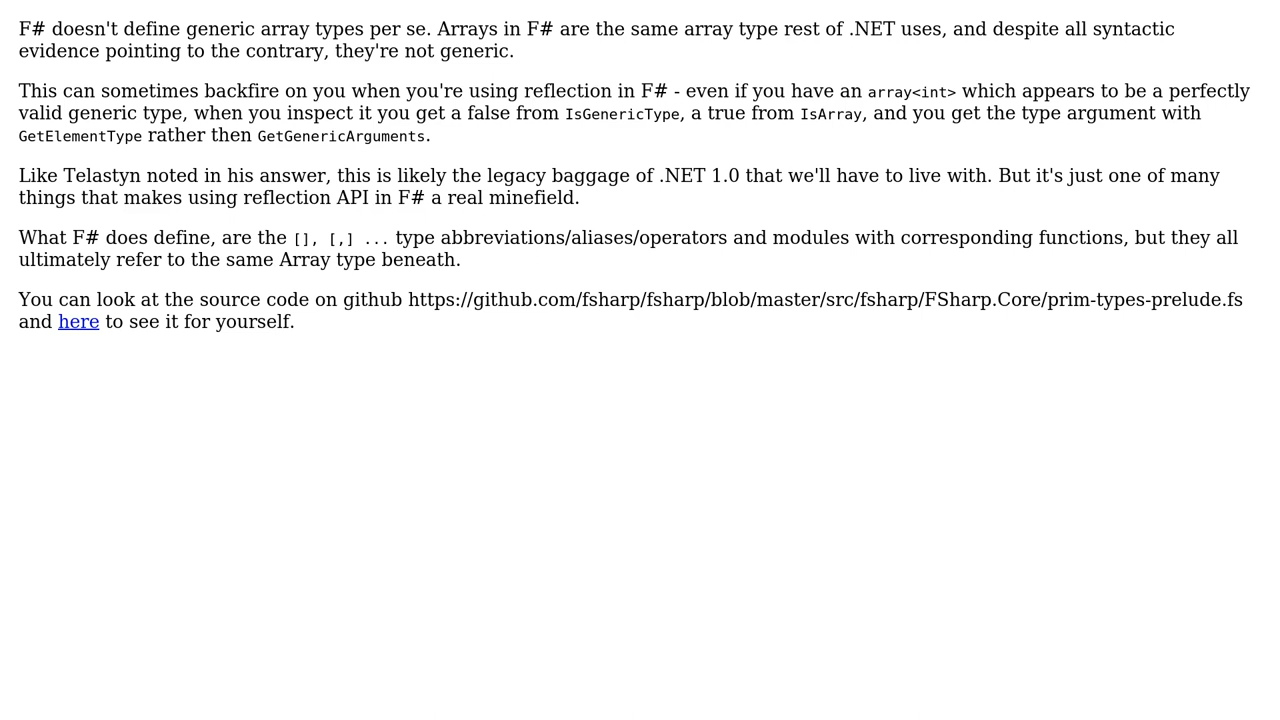 F# doesn't define generic array types per se. Arrays in F# are the same array type rest of .NET uses, and despite all syntactic
evidence pointing to the contrary, they're not generic.
This can sometimes backfire on you when you're using reflection in F# - even if you have an array<int> which appears to be a perfectly
valid generic type, when you inspect it you get a false from IsGenericType, a true from IsArray, and you get the type argument with
GetElementType rather then GetGenericArguments.
Like Telastyn noted in his answer, this is likely the legacy baggage of .NET 1.0 that we'll have to live with. But it's just one of many
things that makes using reflection API in F# a real minefield.
What F# does define, are the [], [,] ... type abbreviations/aliases/operators and modules with corresponding functions, but they all
ultimately refer to the same Array type beneath.
You can look at the source code on github https://github.com/fsharp/fsharp/blob/master/src/fsharp/FSharp.Core/prim-types-prelude.fs
and here to see it for yourself.